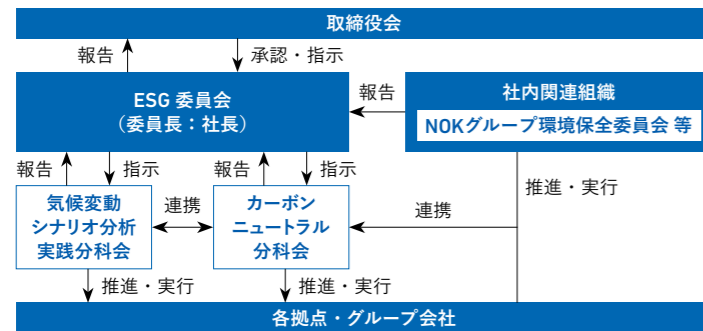 取締役会
報告
承認・指示
ESG 委員会
（委員長：社長）
報告
社内関連組織
NOKグループ環境保全委員会 等
報告
指示
報告
指示
推進・実行
気候変動
シナリオ分析
実践分科会
連携
カーボン
ニュートラル
分科会
連携
推進・実行
推進・実行
各拠点・グループ会社